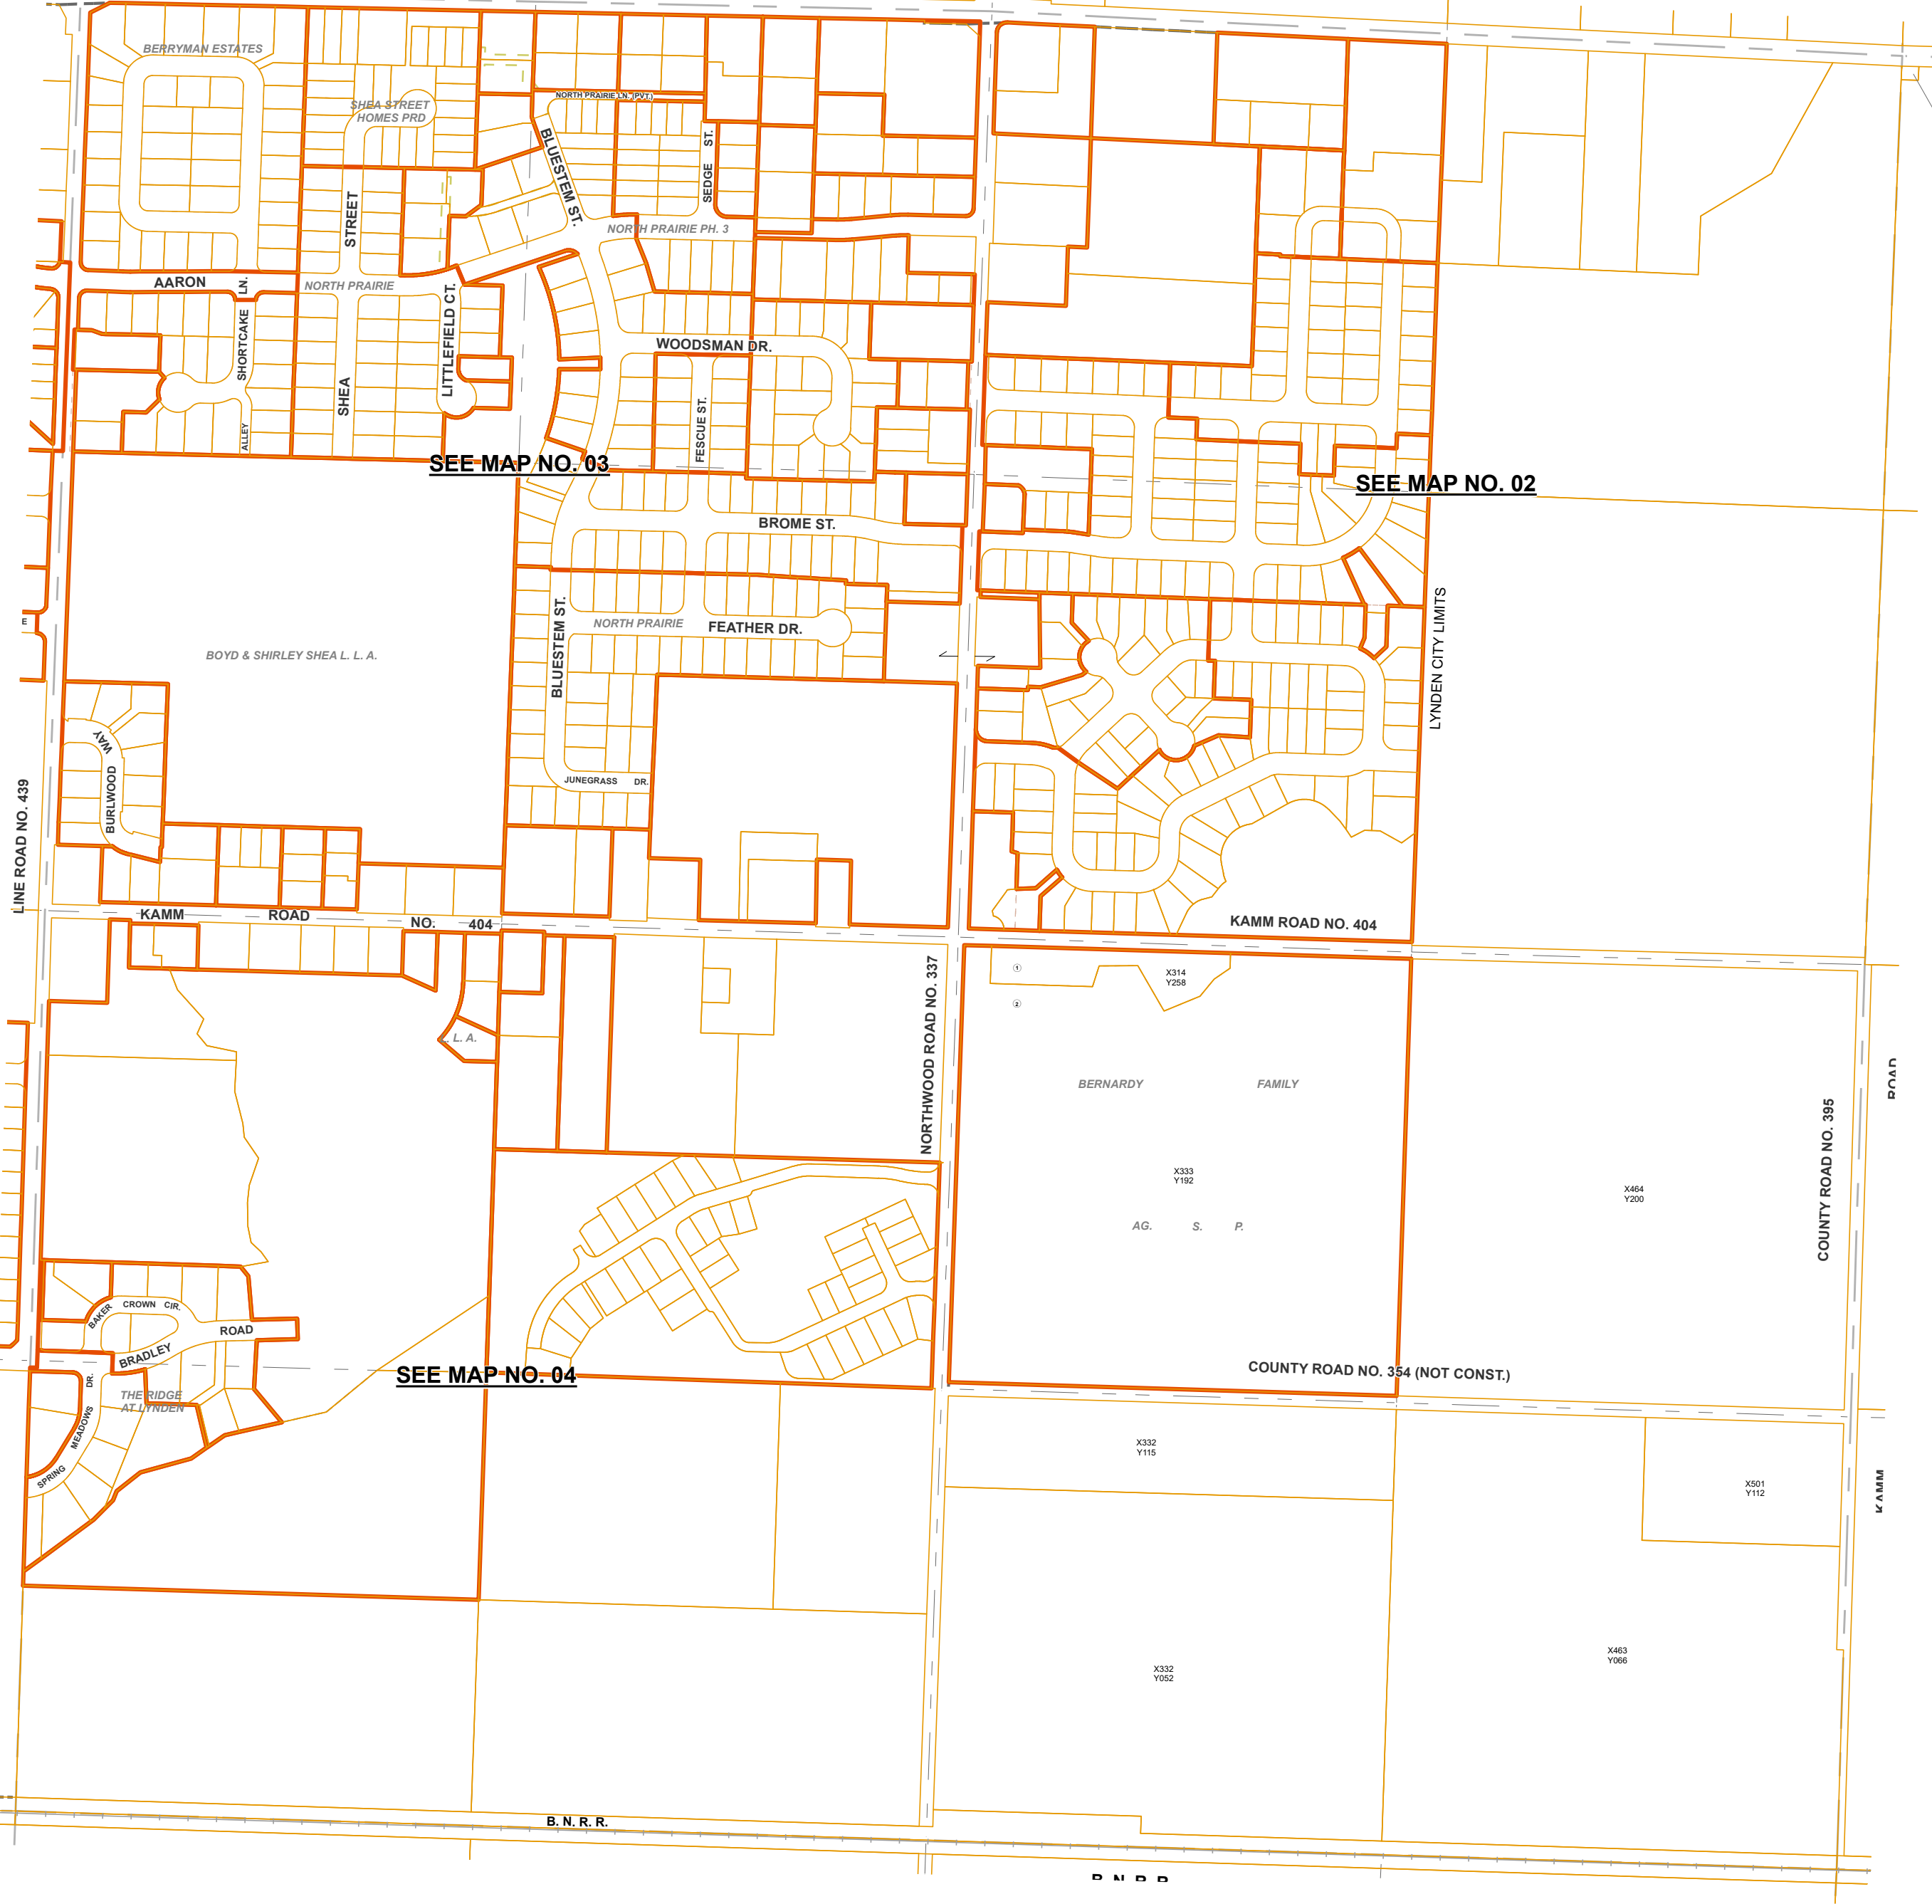 BERRYMAN ESTATES
SHEA STREET
HOMES PRD
NORTH PRAIRIE LN. (PVT.)
BLUESTEM ST.
SEDGE ST.
STREET
NORTH PRAIRIE PH. 3
AARON
LN.
NORTH PRAIRIE
SHORTCAKE
LITTLEFIELD CT.
WOODSMAN DR.
SHEA
ALLEY
FESCUE ST.
SEE MAP NO. 03
SEE MAP NO. 02
BROME ST.
E
BLUESTEM ST.
NORTH PRAIRIE
FEATHER DR.
LYNDEN CITY LIMITS
BOYD & SHIRLEY SHEA L. L. A.
WAY
BURLWOOD
JUNEGRASS DR.
LINE ROAD NO. 439
KAMM ROAD NO. 404
KAMM ROAD NO. 404
NORTHWOOD ROAD NO. 337
1
X314
Y258
2
L. L. A.
BERNARDY FAMILY
ROAD
COUNTY ROAD NO. 395
X333
Y192
X464
Y200
AG. S. P.
BAKER
CROWN CIR.
ROAD
BRADLEY
SEE MAP NO. 04
COUNTY ROAD NO. 354 (NOT CONST.)
DR.
THE RIDGE
AT LYNDEN
MEADOWS
SPRING
X332
Y115
X501
Y112
KAMM
X463
Y066
X332
Y052
B. N. R. R.
B. N. R. R.